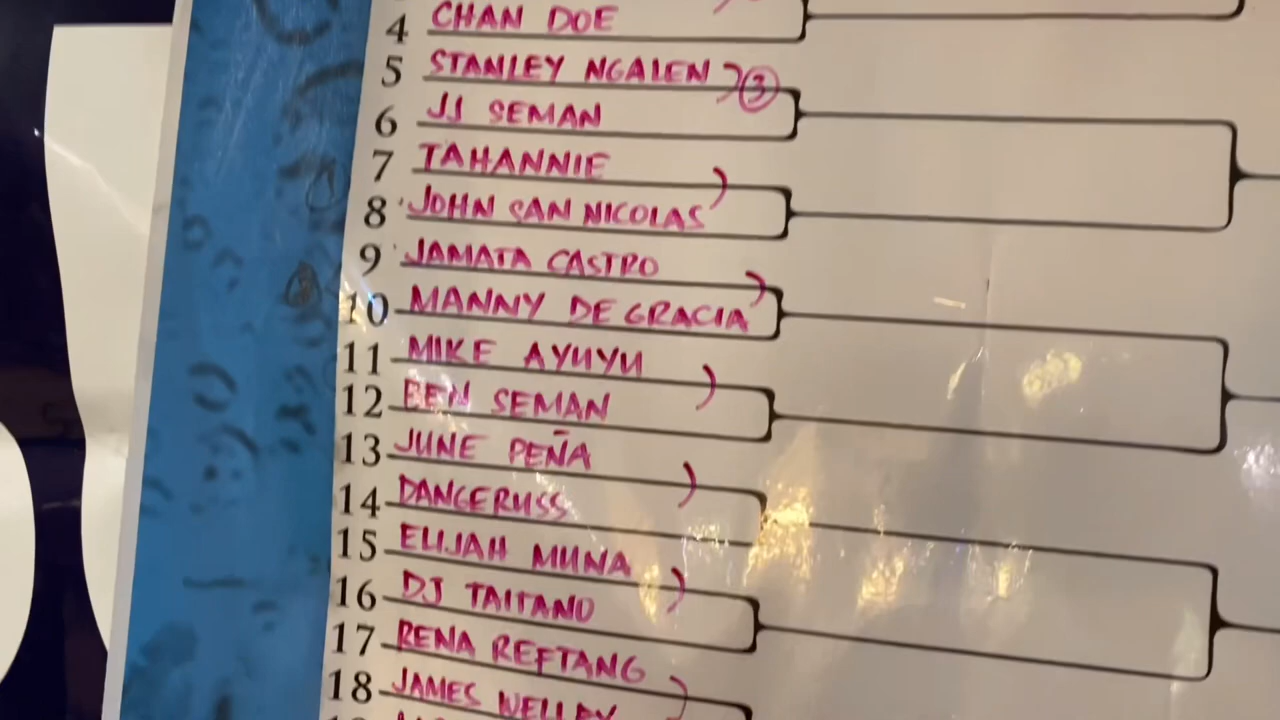 4 CHAN DOE
5 STANLEY NGALEN 3
6 JJ SEMAN
7 TAHANNIE
8 JOHN SAN NICOLAS
9 JAMATA CASTRO
10 MANNY DE GRACIA
11 MIKE AYUYU
12 BEN SEMAN
13 JUNE PEÑA
14 DANGERUSS
15 ELIJAH MUNA
16 DJ TAITANO
17 RENA REFTANG
18 JAMES